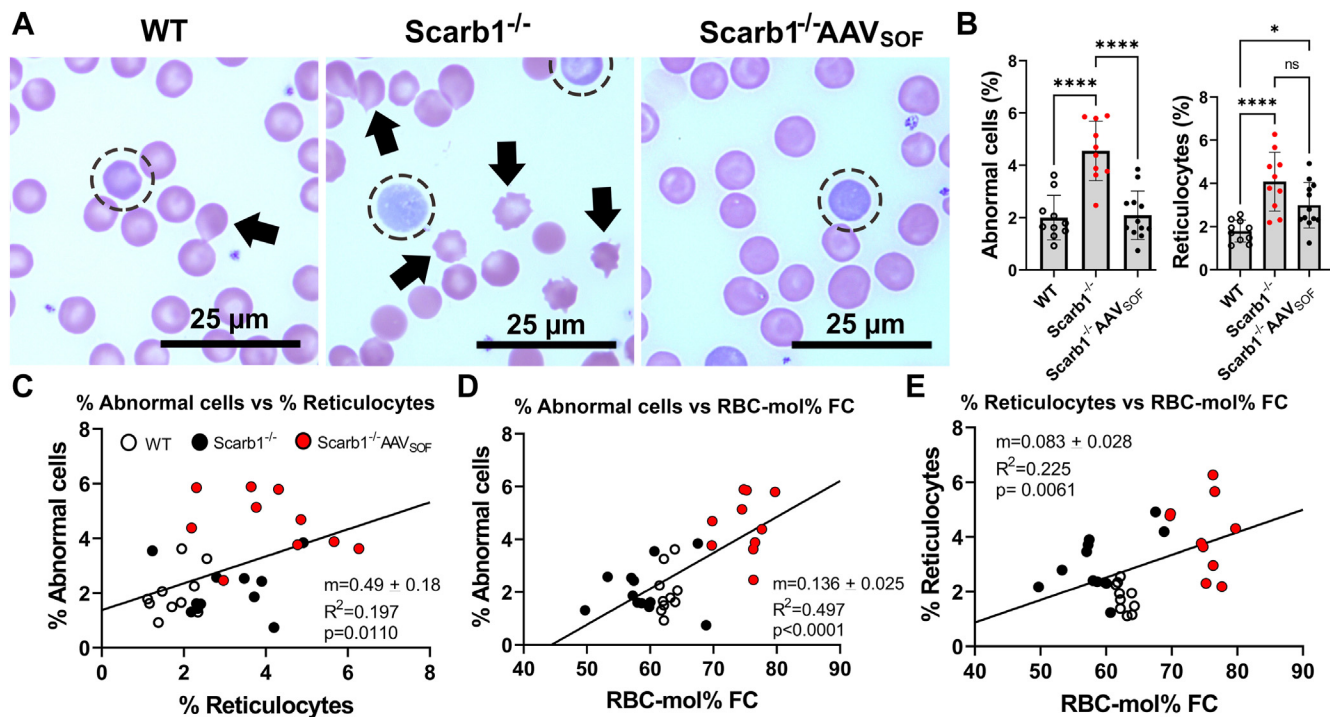 A
WT
Scarb1-/-
Scarb1-/-AAVSOF
25 µm
25 µm
25 µm
B
Abnormal cells (%)
8
6
4
2
0
****
****
WT
Scarb1-/-
Scarb1-/-AAVSOF
Reticulocytes (%)
10
8
6
4
2
0
*
ns
****
WT
Scarb1-/-
Scarb1-/-AAVSOF
C
% Abnormal cells vs % Reticulocytes
WT Scarb1-/- Scarb1-/-AAVSOF
% Abnormal cells
8
6
4
2
0
m=0.49 ± 0.18
R2=0.197
p=0.0110
0 2 4 6 8
% Reticulocytes
D
% Abnormal cells vs RBC-mol% FC
% Abnormal cells
8
6
4
2
0
m=0.136 ± 0.025
R2=0.497
p<0.0001
40 50 60 70 80 90
RBC-mol% FC
E
% Reticulocytes vs RBC-mol% FC
% Reticulocytes
8
6
4
2
0
m=0.083 ± 0.028
R2=0.225
p= 0.0061
40 50 60 70 80 90
RBC-mol% FC